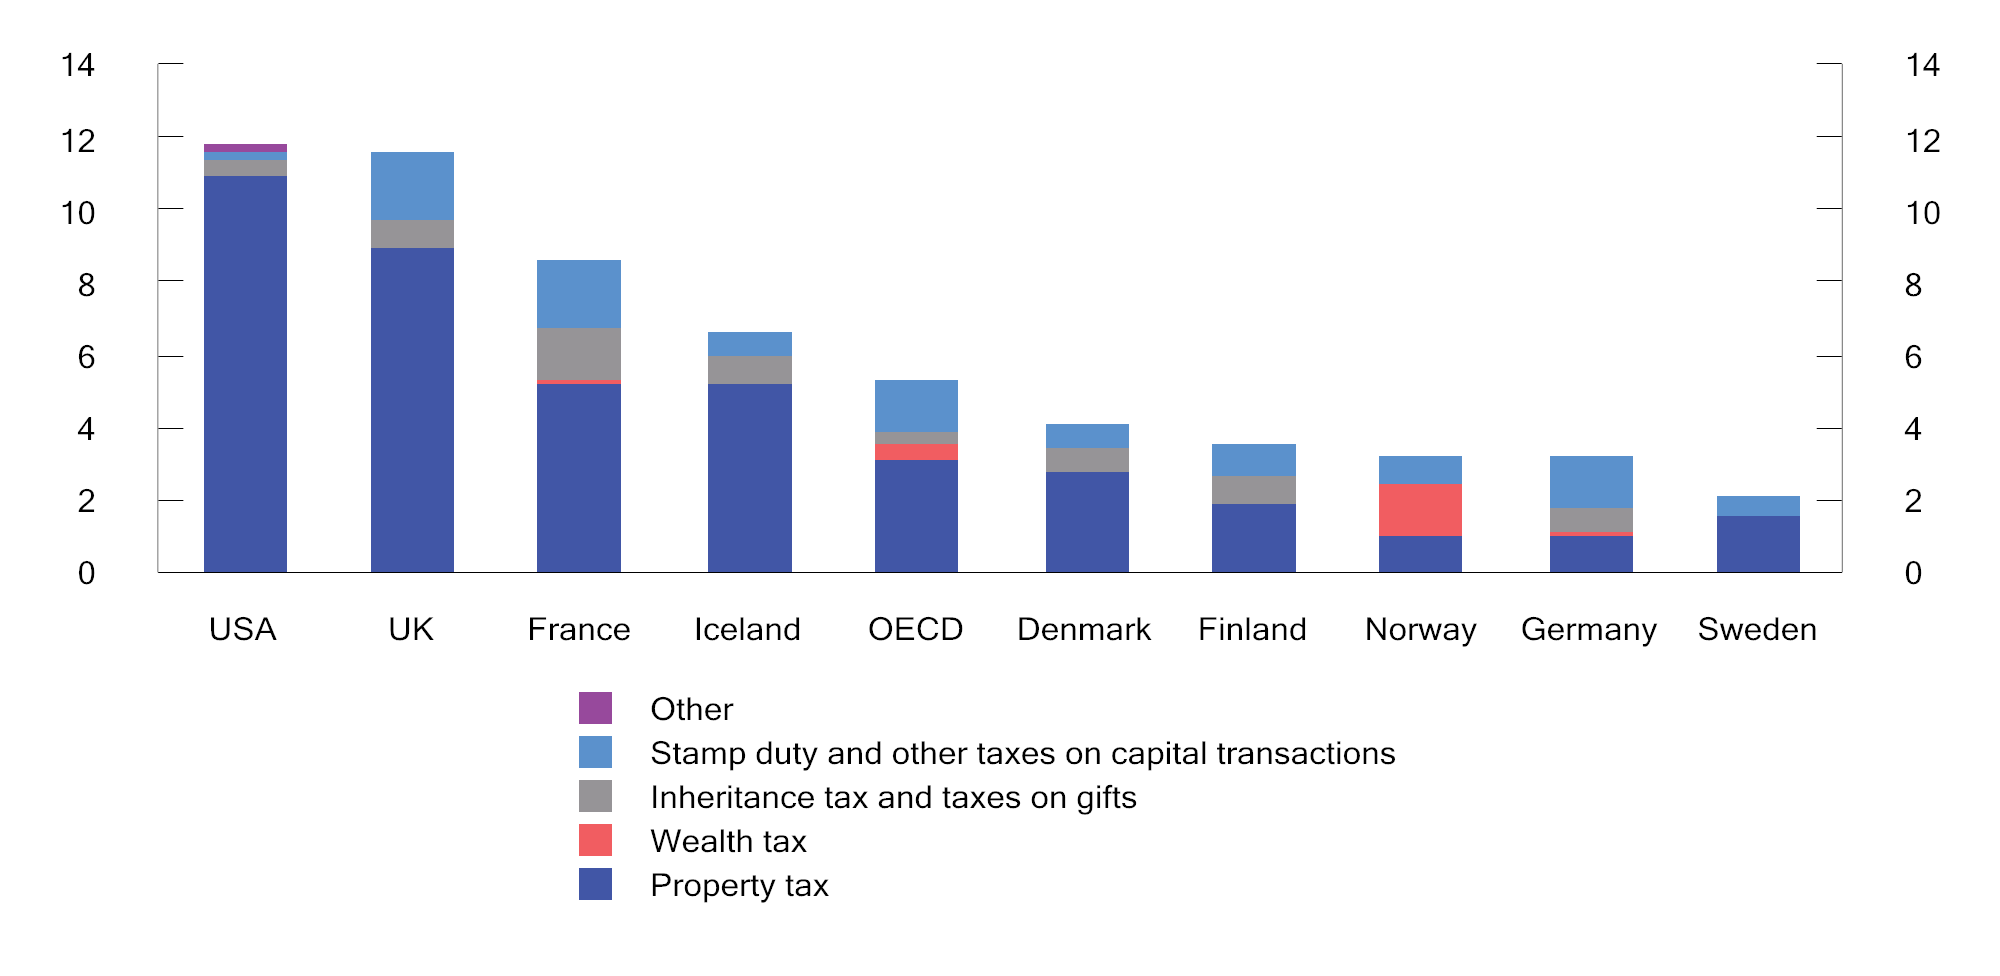 14 14
12 12
10 10
8 8
6 6
4 4
2 2
0 0
USA UK France Iceland OECD Denmark Finland Norway Germany Sweden
Other
Stamp duty and other taxes on capital transactions
Inheritance tax and taxes on gifts
Wealth tax
Property tax